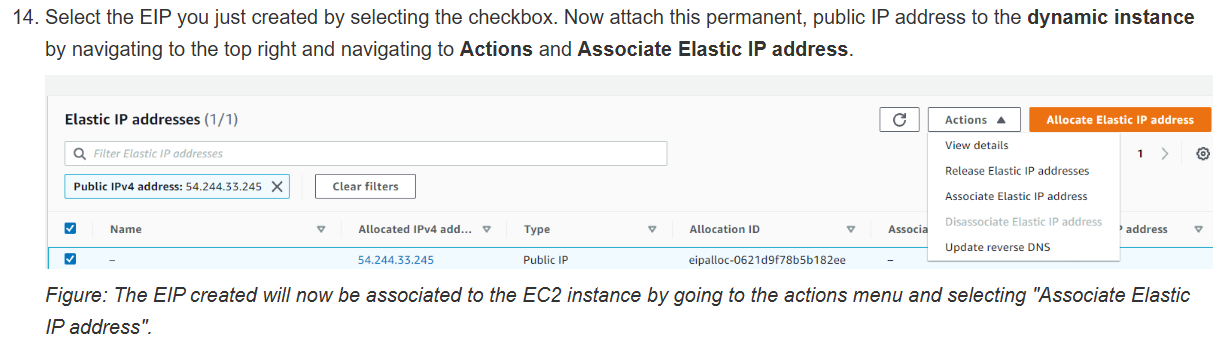 14. Select the EIP you just created by selecting the checkbox. Now attach this permanent, public IP address to the dynamic instance
by navigating to the top right and navigating to Actions and Associate Elastic IP address.
Elastic IP addresses (1/1)
Actions
Allocate Elastic IP address
Filter Elastic IP addresses
View details
1
Public IPv4 address: 54.244.33.245
Clear filters
Release Elastic IP addresses
Associate Elastic IP address
Disassociate Elastic IP address
Update reverse DNS
Name Allocated IPv4 add... Type Allocation ID Associa address
– 54.244.33.245 Public IP eipalloc-0621d9f78b5b182ee –
Figure: The EIP created will now be associated to the EC2 instance by going to the actions menu and selecting "Associate Elastic
IP address".